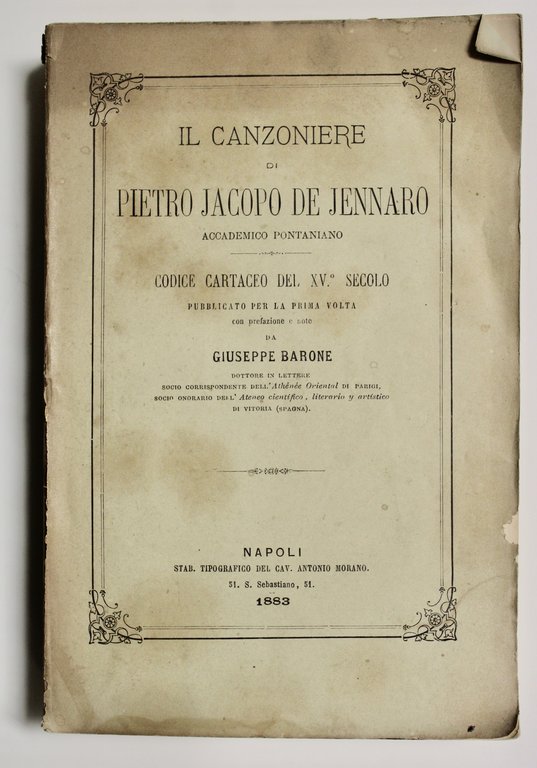 IL CANZONIERE
DI
PIETRO JACOPO DE JENNARO
ACCADEMICO PONTANIANO
CODICE CARTACEO DEL XV.° SECOLO
PUBBLICATO PER LA PRIMA VOLTA
con prefazione e note
DA
GIUSEPPE BARONE
DOTTORE IN LETTERE
SOCIO CORRISPONDENTE DELL'Athénée Oriental DI PARIGI,
SOCIO ONORARIO DELL'Ateneo científico, literario y artístico
DI VITORIA (SPAGNA).
NAPOLI
STAB. TIPOGRAFICO DEL CAV. ANTONIO MORANO.
51. S. Sebastiano, 51.
1883